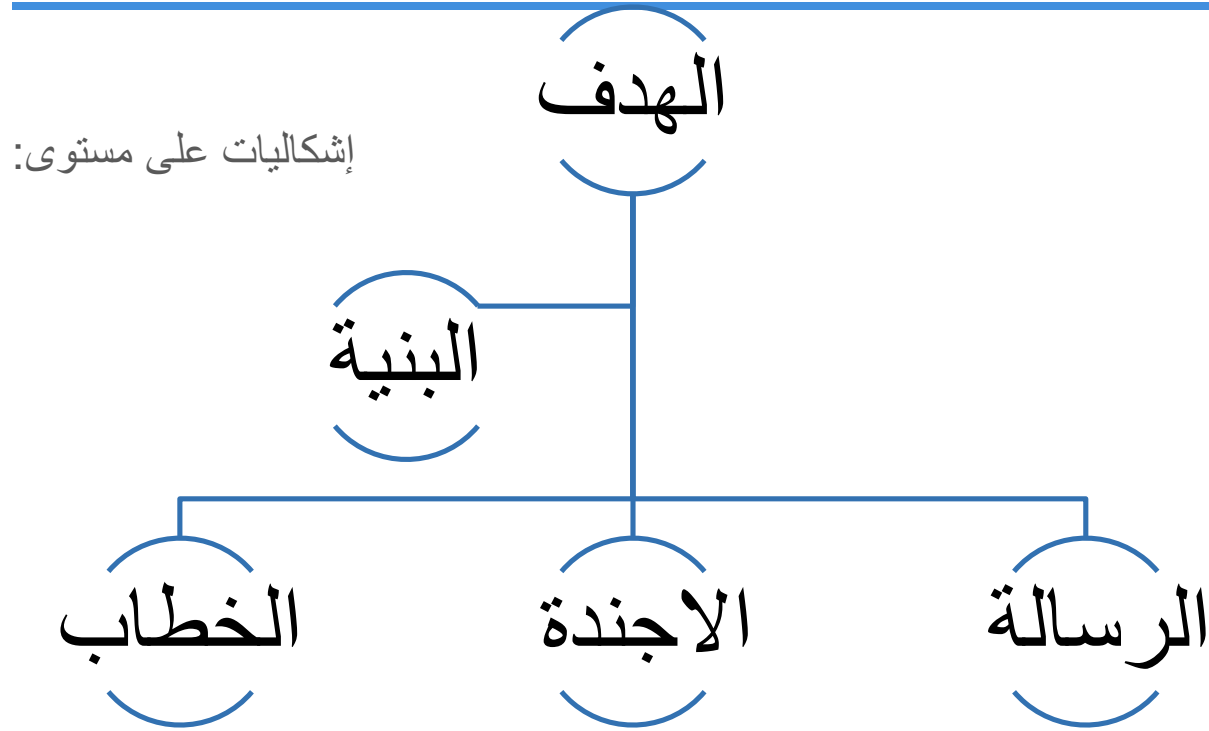 الهدف
إشكاليات على مستوى:
البنية
الرسالة
الاجندة
الخطاب